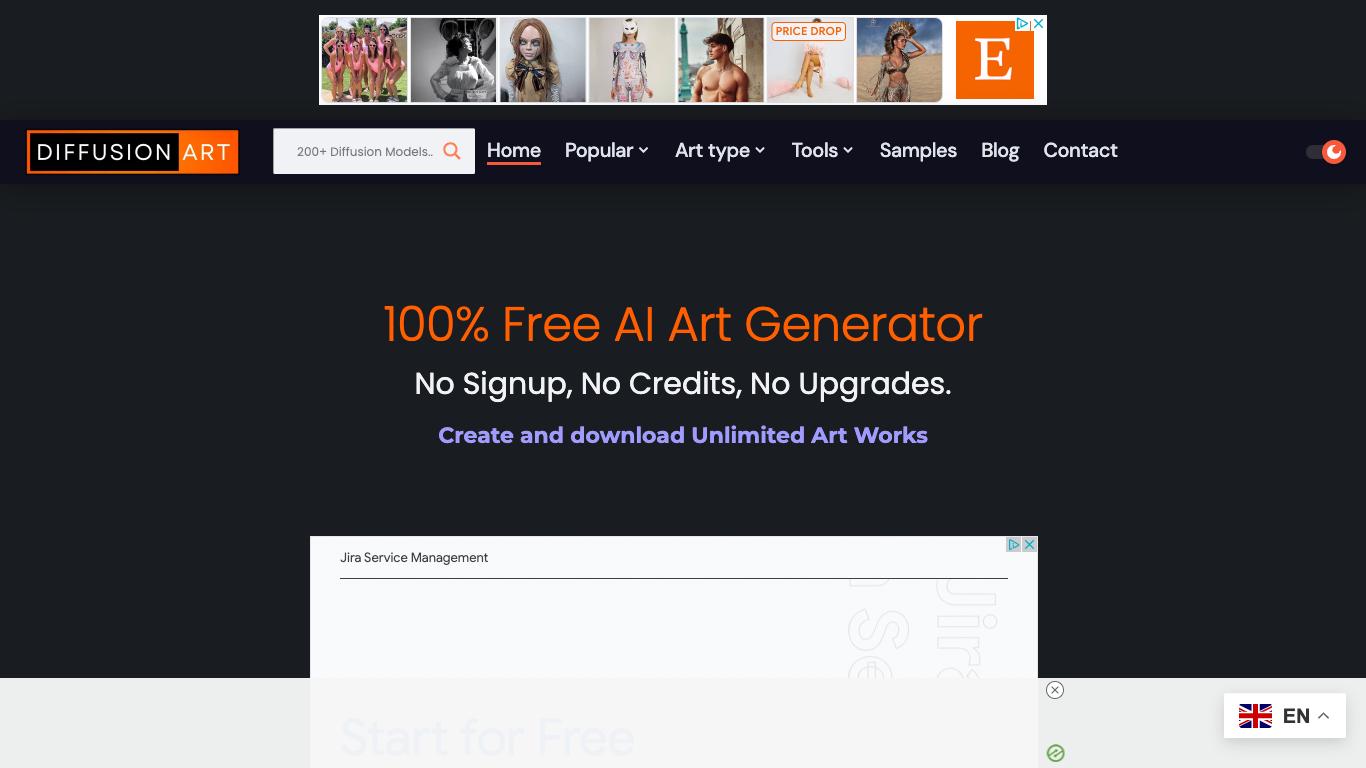 PRICE DROP
E
DIFFUSION ART
200+ Diffusion Models..
Home
Popular
Art type
Tools
Samples
Blog
Contact
100% Free AI Art Generator
No Signup, No Credits, No Upgrades.
Create and download Unlimited Art Works
Jira Service Management
Start for Free
EN